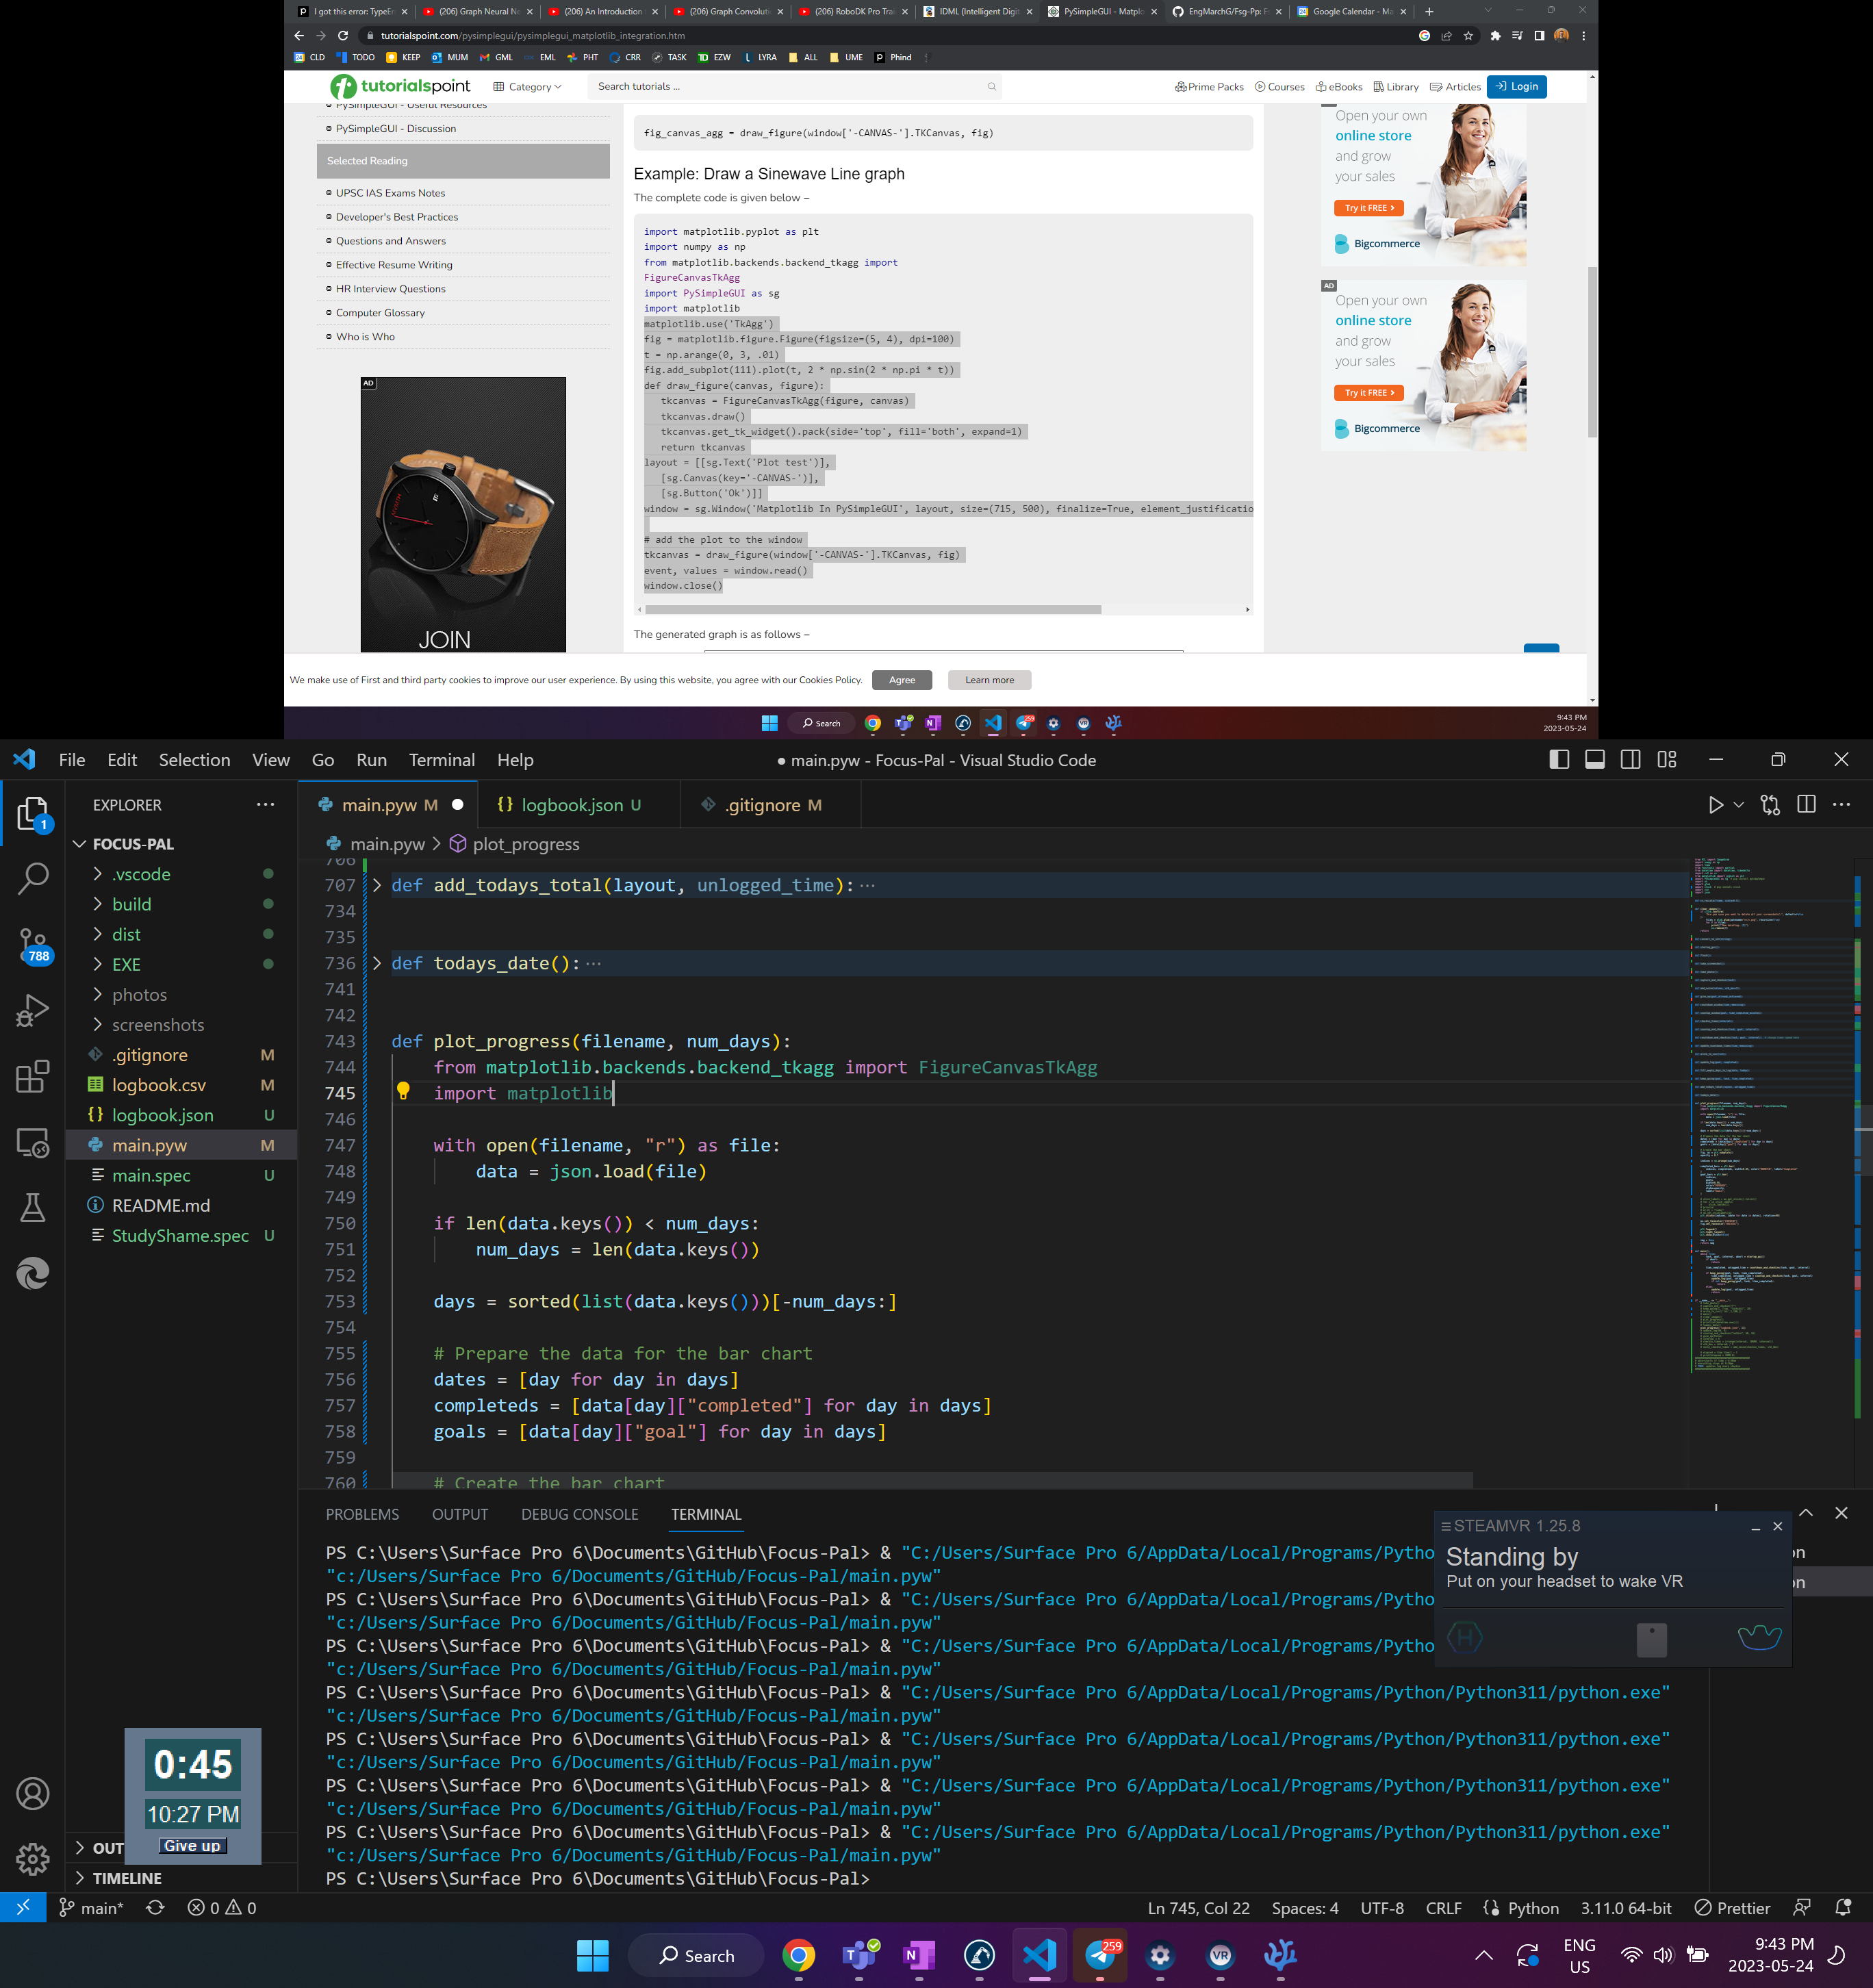 I got this error: TypeE
(206) Graph Neural Ne
(206) An Introduction
(206) Graph Convoluti
(206) RoboDK Pro Trai
IDML (Intelligent Digit
PySimpleGUI - Matplo
EngMarchG/Fsg-Pp: F
Google Calendar - Ma
tutorialspoint.com/pysimplegui/pysimplegui_matplotlib_integration.htm
CLD TODO KEEP MUM GML EML PHT CRR TASK EZW LYRA ALL UME Phind
tutorialspoint
Category
Search tutorials ...
Prime Packs Courses eBooks Library Articles Login
PySimpleGUI - Useful Resources
PySimpleGUI - Discussion
Selected Reading
UPSC IAS Exams Notes
Developer's Best Practices
Questions and Answers
Effective Resume Writing
HR Interview Questions
Computer Glossary
Who is Who
AD
JOIN
fig_canvas_agg = draw_figure(window['-CANVAS-'].TKCanvas, fig)
Example: Draw a Sinewave Line graph
The complete code is given below −
import matplotlib.pyplot as plt
import numpy as np
from matplotlib.backends.backend_tkagg import
FigureCanvasTkAgg
import PySimpleGUI as sg
import matplotlib
matplotlib.use('TkAgg')
fig = matplotlib.figure.Figure(figsize=(5, 4), dpi=100)
t = np.arange(0, 3, .01)
fig.add_subplot(111).plot(t, 2 * np.sin(2 * np.pi * t))
def draw_figure(canvas, figure):
tkcanvas = FigureCanvasTkAgg(figure, canvas)
tkcanvas.draw()
tkcanvas.get_tk_widget().pack(side='top', fill='both', expand=1)
return tkcanvas
layout = [[sg.Text('Plot test')],
[sg.Canvas(key='-CANVAS-')],
[sg.Button('Ok')]]
window = sg.Window('Matplotlib In PySimpleGUI', layout, size=(715, 500), finalize=True, element_justificatio
# add the plot to the window
tkcanvas = draw_figure(window['-CANVAS-'].TKCanvas, fig)
event, values = window.read()
window.close()
The generated graph is as follows −
Open your own
online store
and grow
your sales
Try it FREE >
Bigcommerce
AD
Open your own
online store
and grow
your sales
Try it FREE >
Bigcommerce
We make use of First and third party cookies to improve our user experience. By using this website, you agree with our Cookies Policy. Agree Learn more
Search
259
9:43 PM
2023-05-24
File Edit Selection View Go Run Terminal Help
● main.pyw - Focus-Pal - Visual Studio Code
EXPLORER
1
788
FOCUS-PAL
.vscode
build
dist
EXE
photos
screenshots
.gitignore M
logbook.csv M
logbook.json U
main.pyw M
main.spec U
README.md
StudyShame.spec U
main.pyw M
logbook.json U
.gitignore M
main.pyw > plot_progress
706
707 def add_todays_total(layout, unlogged_time):···
734
735
736 def todays_date():···
741
742
743 def plot_progress(filename, num_days):
744 from matplotlib.backends.backend_tkagg import FigureCanvasTkAgg
745 import matplotlib
746
747 with open(filename, "r") as file:
748 data = json.load(file)
749
750 if len(data.keys()) < num_days:
751 num_days = len(data.keys())
752
753 days = sorted(list(data.keys()))[-num_days:]
754
755 # Prepare the data for the bar chart
756 dates = [day for day in days]
757 completeds = [data[day]["completed"] for day in days]
758 goals = [data[day]["goal"] for day in days]
759
760 # Create the bar chart
PROBLEMS OUTPUT DEBUG CONSOLE TERMINAL
PS C:\Users\Surface Pro 6\Documents\GitHub\Focus-Pal> & "C:/Users/Surface Pro 6/AppData/Local/Programs/Pytho
"c:/Users/Surface Pro 6/Documents/GitHub/Focus-Pal/main.pyw"
PS C:\Users\Surface Pro 6\Documents\GitHub\Focus-Pal> & "C:/Users/Surface Pro 6/AppData/Local/Programs/Pytho
"c:/Users/Surface Pro 6/Documents/GitHub/Focus-Pal/main.pyw"
PS C:\Users\Surface Pro 6\Documents\GitHub\Focus-Pal> & "C:/Users/Surface Pro 6/AppData/Local/Programs/Pytho
"c:/Users/Surface Pro 6/Documents/GitHub/Focus-Pal/main.pyw"
PS C:\Users\Surface Pro 6\Documents\GitHub\Focus-Pal> & "C:/Users/Surface Pro 6/AppData/Local/Programs/Python/Python311/python.exe"
"c:/Users/Surface Pro 6/Documents/GitHub/Focus-Pal/main.pyw"
PS C:\Users\Surface Pro 6\Documents\GitHub\Focus-Pal> & "C:/Users/Surface Pro 6/AppData/Local/Programs/Python/Python311/python.exe"
"c:/Users/Surface Pro 6/Documents/GitHub/Focus-Pal/main.pyw"
PS C:\Users\Surface Pro 6\Documents\GitHub\Focus-Pal> & "C:/Users/Surface Pro 6/AppData/Local/Programs/Python/Python311/python.exe"
"c:/Users/Surface Pro 6/Documents/GitHub/Focus-Pal/main.pyw"
PS C:\Users\Surface Pro 6\Documents\GitHub\Focus-Pal> & "C:/Users/Surface Pro 6/AppData/Local/Programs/Python/Python311/python.exe"
"c:/Users/Surface Pro 6/Documents/GitHub/Focus-Pal/main.pyw"
PS C:\Users\Surface Pro 6\Documents\GitHub\Focus-Pal>
STEAMVR 1.25.8
Standing by
Put on your headset to wake VR
on
on
0:45
10:27 PM
Give up
OUT
TIMELINE
main* 0 0
Ln 745, Col 22 Spaces: 4 UTF-8 CRLF Python 3.11.0 64-bit Prettier
Search
259
VR
ENG
US
9:43 PM
2023-05-24